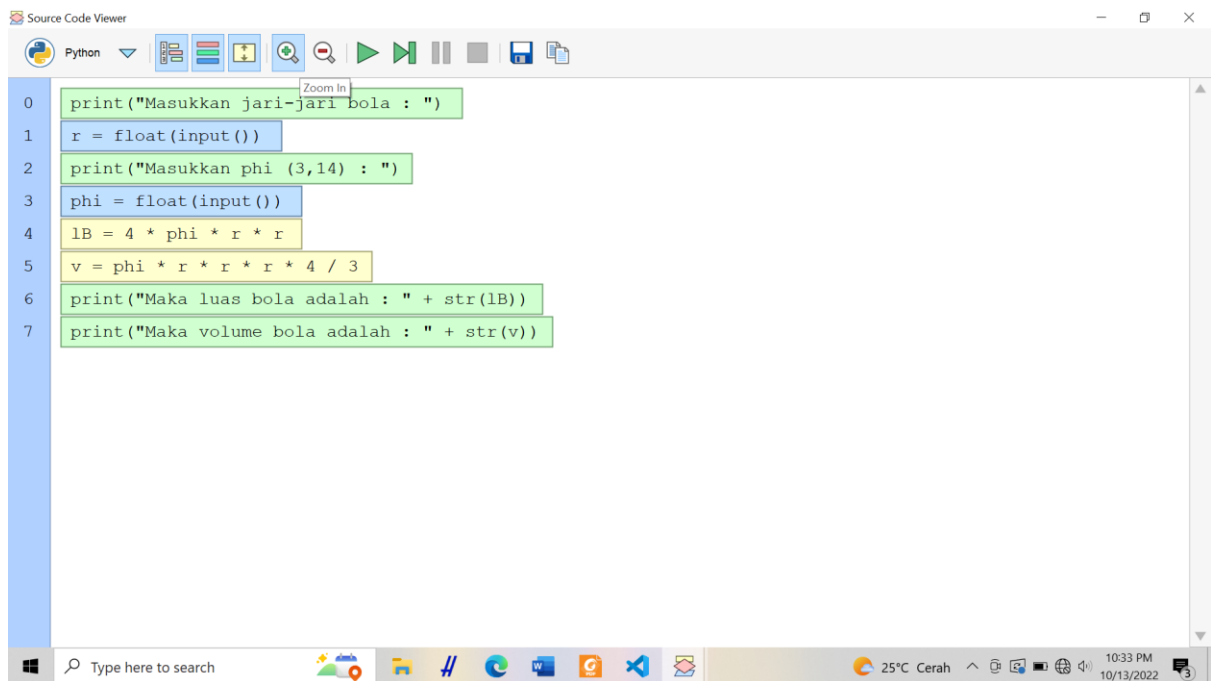 Source Code Viewer
Python
Zoom In
0 print("Masukkan jari-jari bola : ")
1 r = float(input())
2 print("Masukkan phi (3,14) : ")
3 phi = float(input())
4 lB = 4 * phi * r * r
5 v = phi * r * r * r * 4 / 3
6 print("Maka luas bola adalah : " + str(lB))
7 print("Maka volume bola adalah : " + str(v))
Type here to search
25°C Cerah
10:33 PM
10/13/2022
3